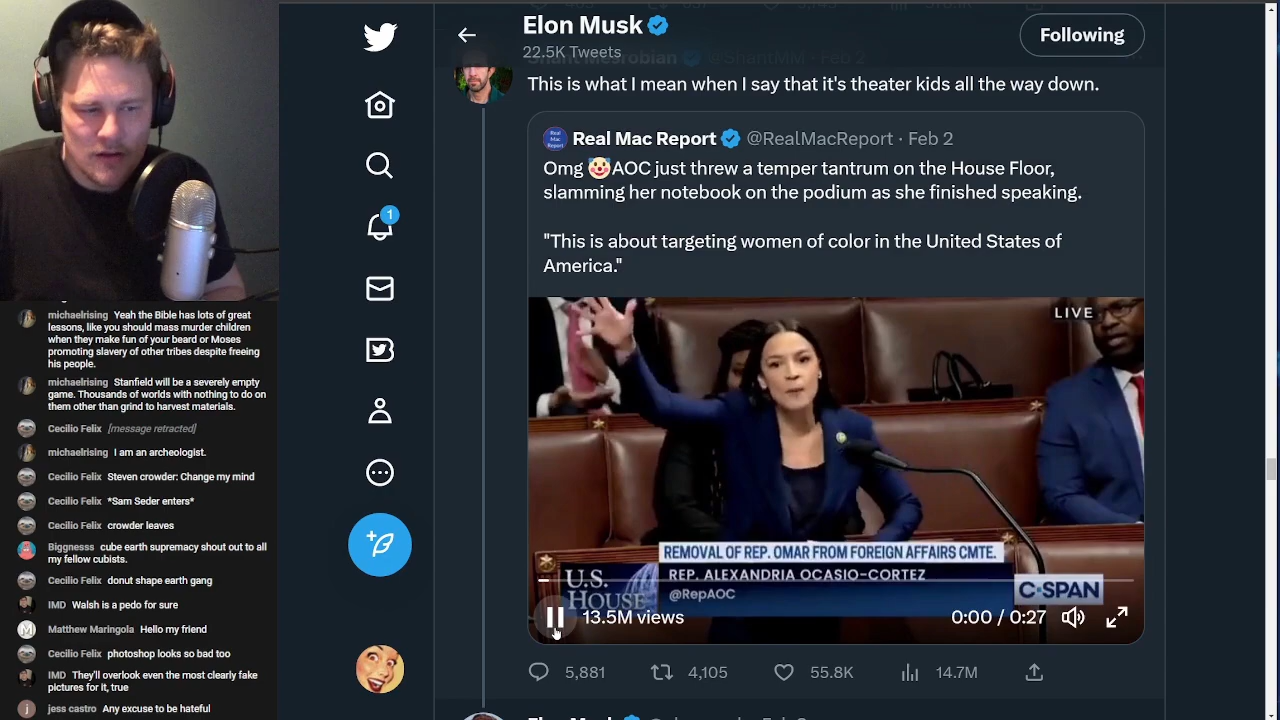 Elon Musk
22.5K Tweets
Following
Shant Mesrobian @ShantMM · Feb 2
This is what I mean when I say that it's theater kids all the way down.
Real Mac Report @RealMacReport · Feb 2
Omg 🤡AOC just threw a temper tantrum on the House Floor,
slamming her notebook on the podium as she finished speaking.
"This is about targeting women of color in the United States of
America."
LIVE
REMOVAL OF REP. OMAR FROM FOREIGN AFFAIRS CMTE.
REP. ALEXANDRIA OCASIO-CORTEZ
@RepAOC
U.S.
HOUSE
C-SPAN
13.5M views
0:00 / 0:27
5,881
4,105
55.8K
14.7M
1
michaelrising Yeah the Bible has lots of great
lessons, like you should mass murder children
when they make fun of your beard or Moses
promoting slavery of other tribes despite freeing
his people.
michaelrising Stanfield will be a severely empty
game. Thousands of worlds with nothing to do on
them other than grind to harvest materials.
Cecilio Felix [message retracted]
michaelrising I am an archeologist.
Cecilio Felix Steven crowder: Change my mind
Cecilio Felix *Sam Seder enters*
Cecilio Felix crowder leaves
Biggnesss cube earth supremacy shout out to all
my fellow cubists.
Cecilio Felix donut shape earth gang
IMD Walsh is a pedo for sure
Matthew Maringola Hello my friend
Cecilio Felix photoshop looks so bad too
IMD They'll overlook even the most clearly fake
pictures for it, true
jess castro Any excuse to be hateful